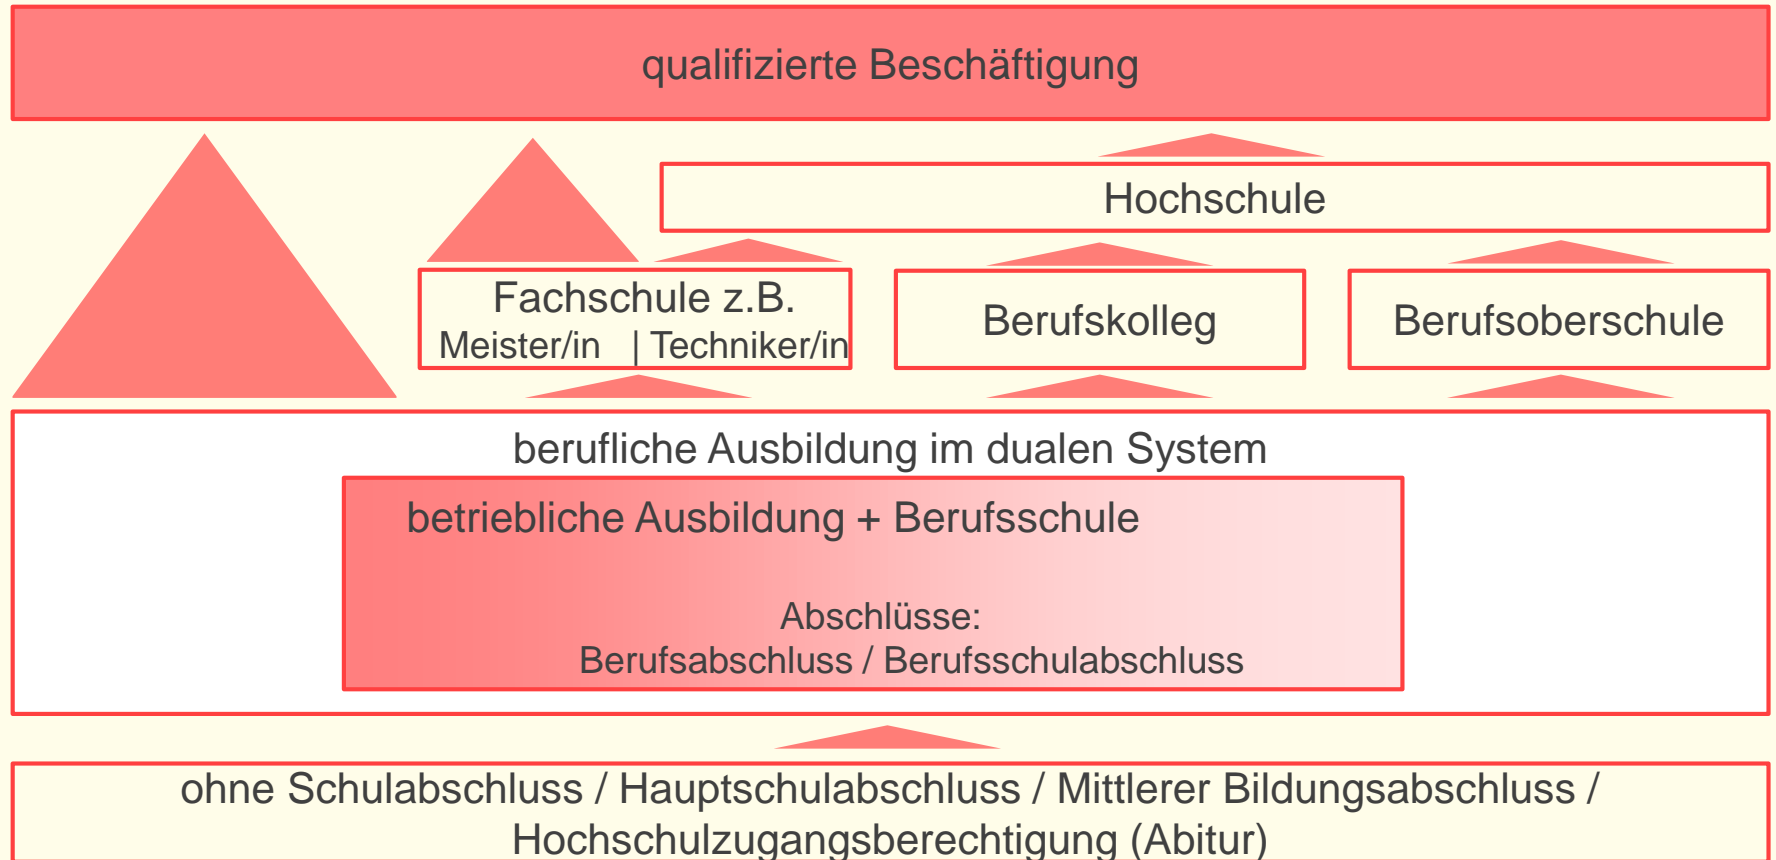 qualifizierte Beschäftigung
Hochschule
Fachschule z.B.
Meister/in | Techniker/in
Berufskolleg
Berufsoberschule
berufliche Ausbildung im dualen System
betriebliche Ausbildung + Berufsschule
Abschlüsse:
Berufsabschluss / Berufsschulabschluss
ohne Schulabschluss / Hauptschulabschluss / Mittlerer Bildungsabschluss /
Hochschulzugangsberechtigung (Abitur)